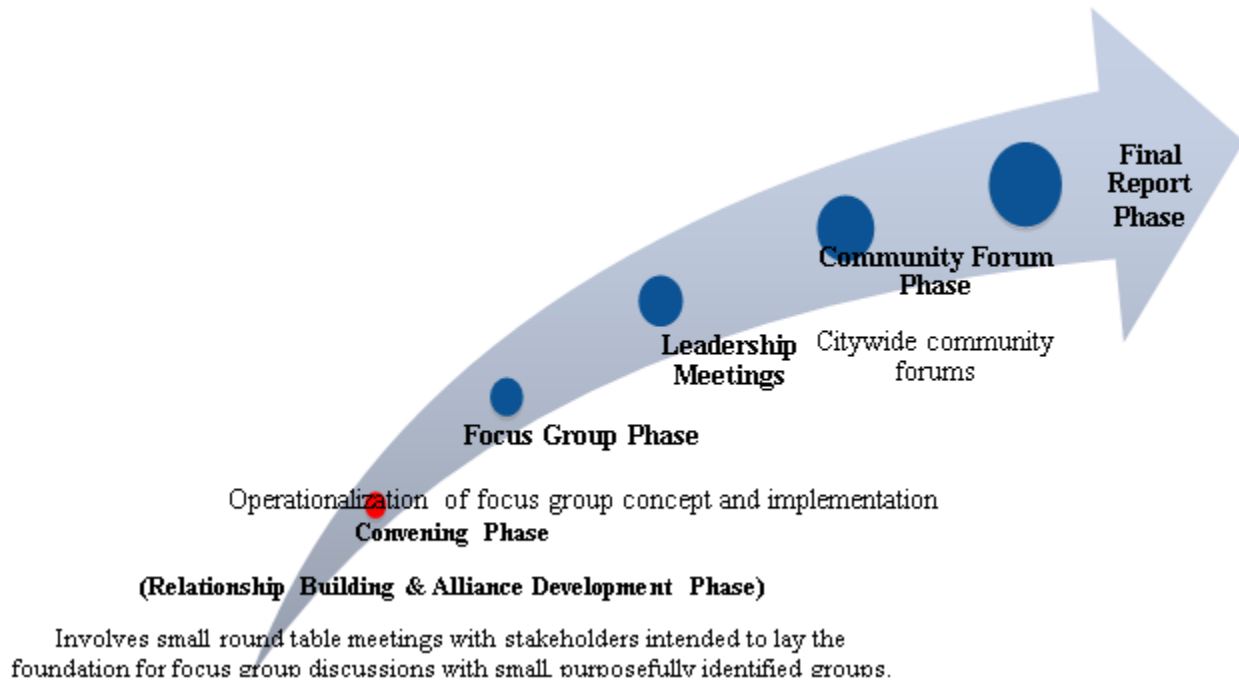 Final
Report
Phase
Community Forum
Phase
Citywide community
forums
Leadership
Meetings
Focus Group Phase
Operationalization of focus group concept and implementation
Convening Phase
(Relationship Building & Alliance Development Phase)
Involves small round table meetings with stakeholders intended to lay the
foundation for focus group discussions with small, purposefully identified groups.